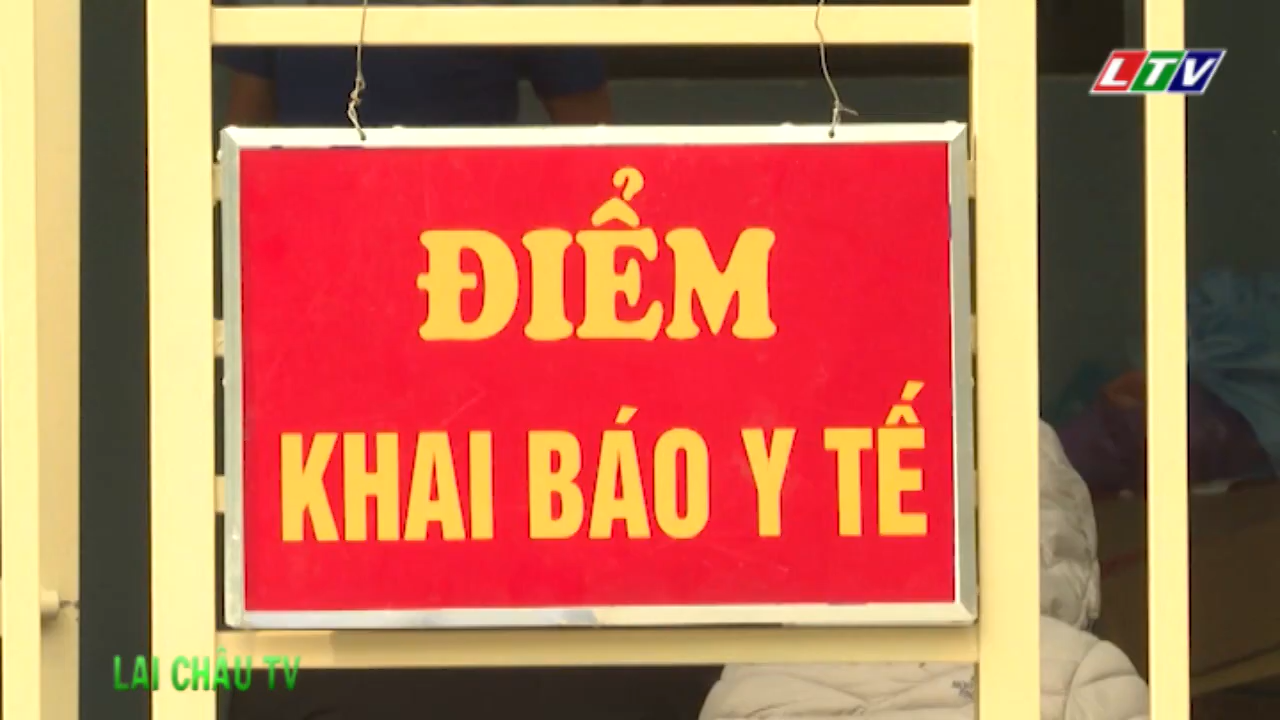 LTV
ĐIỂM
KHAI BÁO Y TẾ
LAI CHÂU TV